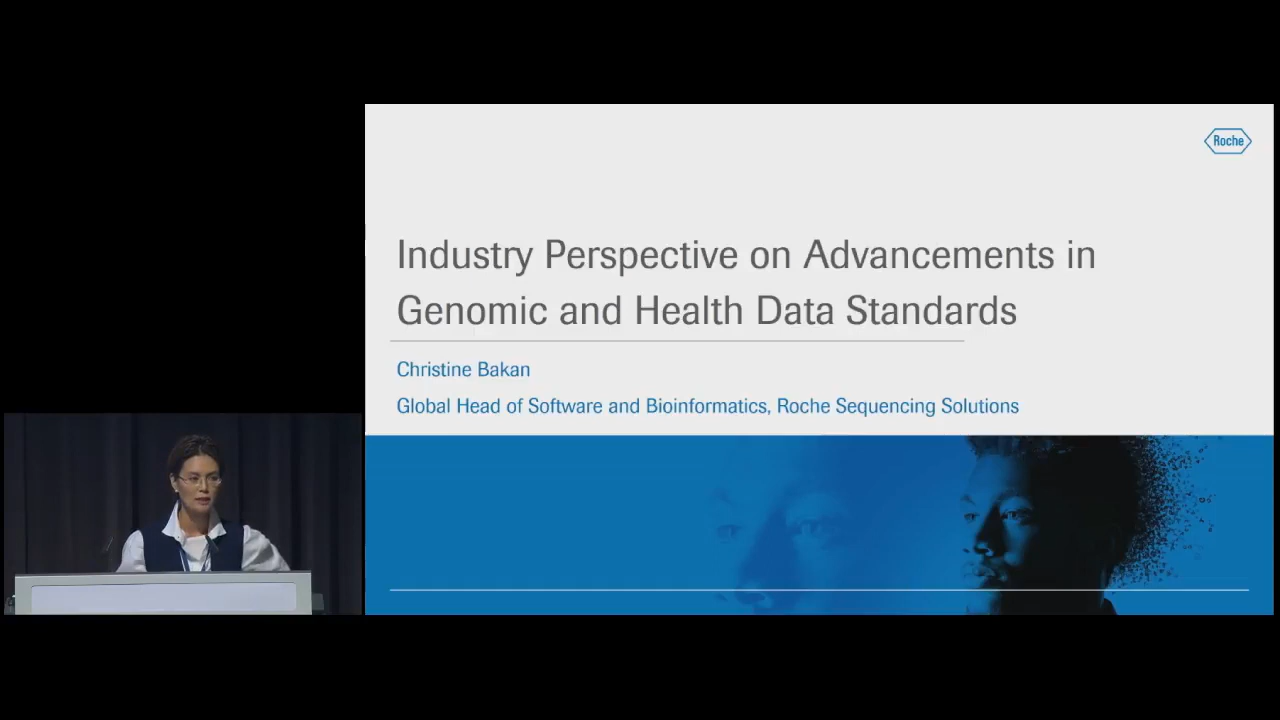 Roche
Industry Perspective on Advancements in
Genomic and Health Data Standards
Christine Bakan
Global Head of Software and Bioinformatics, Roche Sequencing Solutions